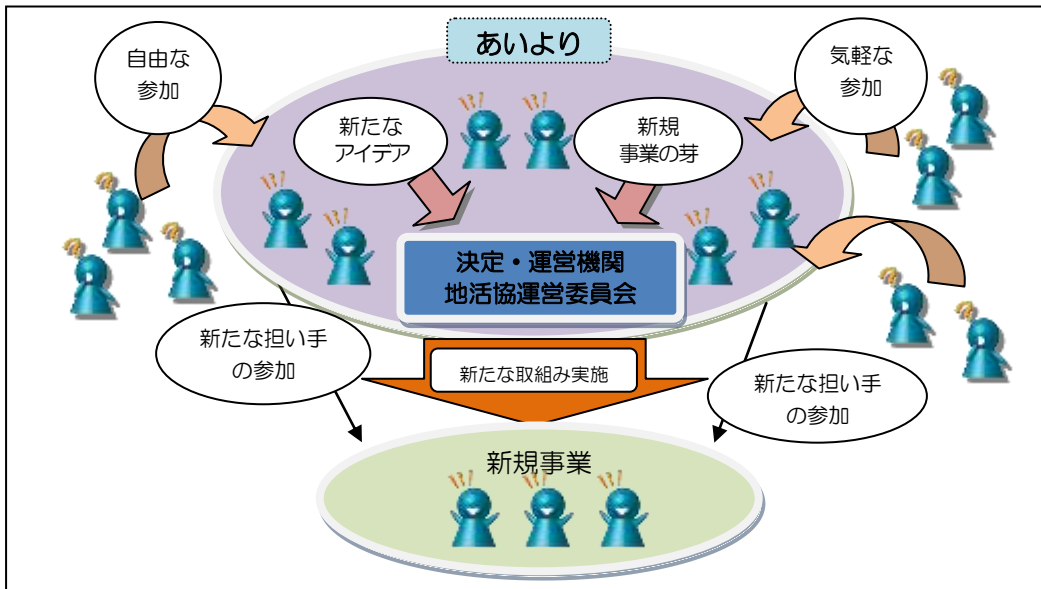 あいより
自由な
参加
気軽な
参加
新たな
アイデア
新規
事業の芽
決定・運営機関
地活協運営委員会
新たな担い手
の参加
新たな取組み実施
新たな担い手
の参加
新規事業